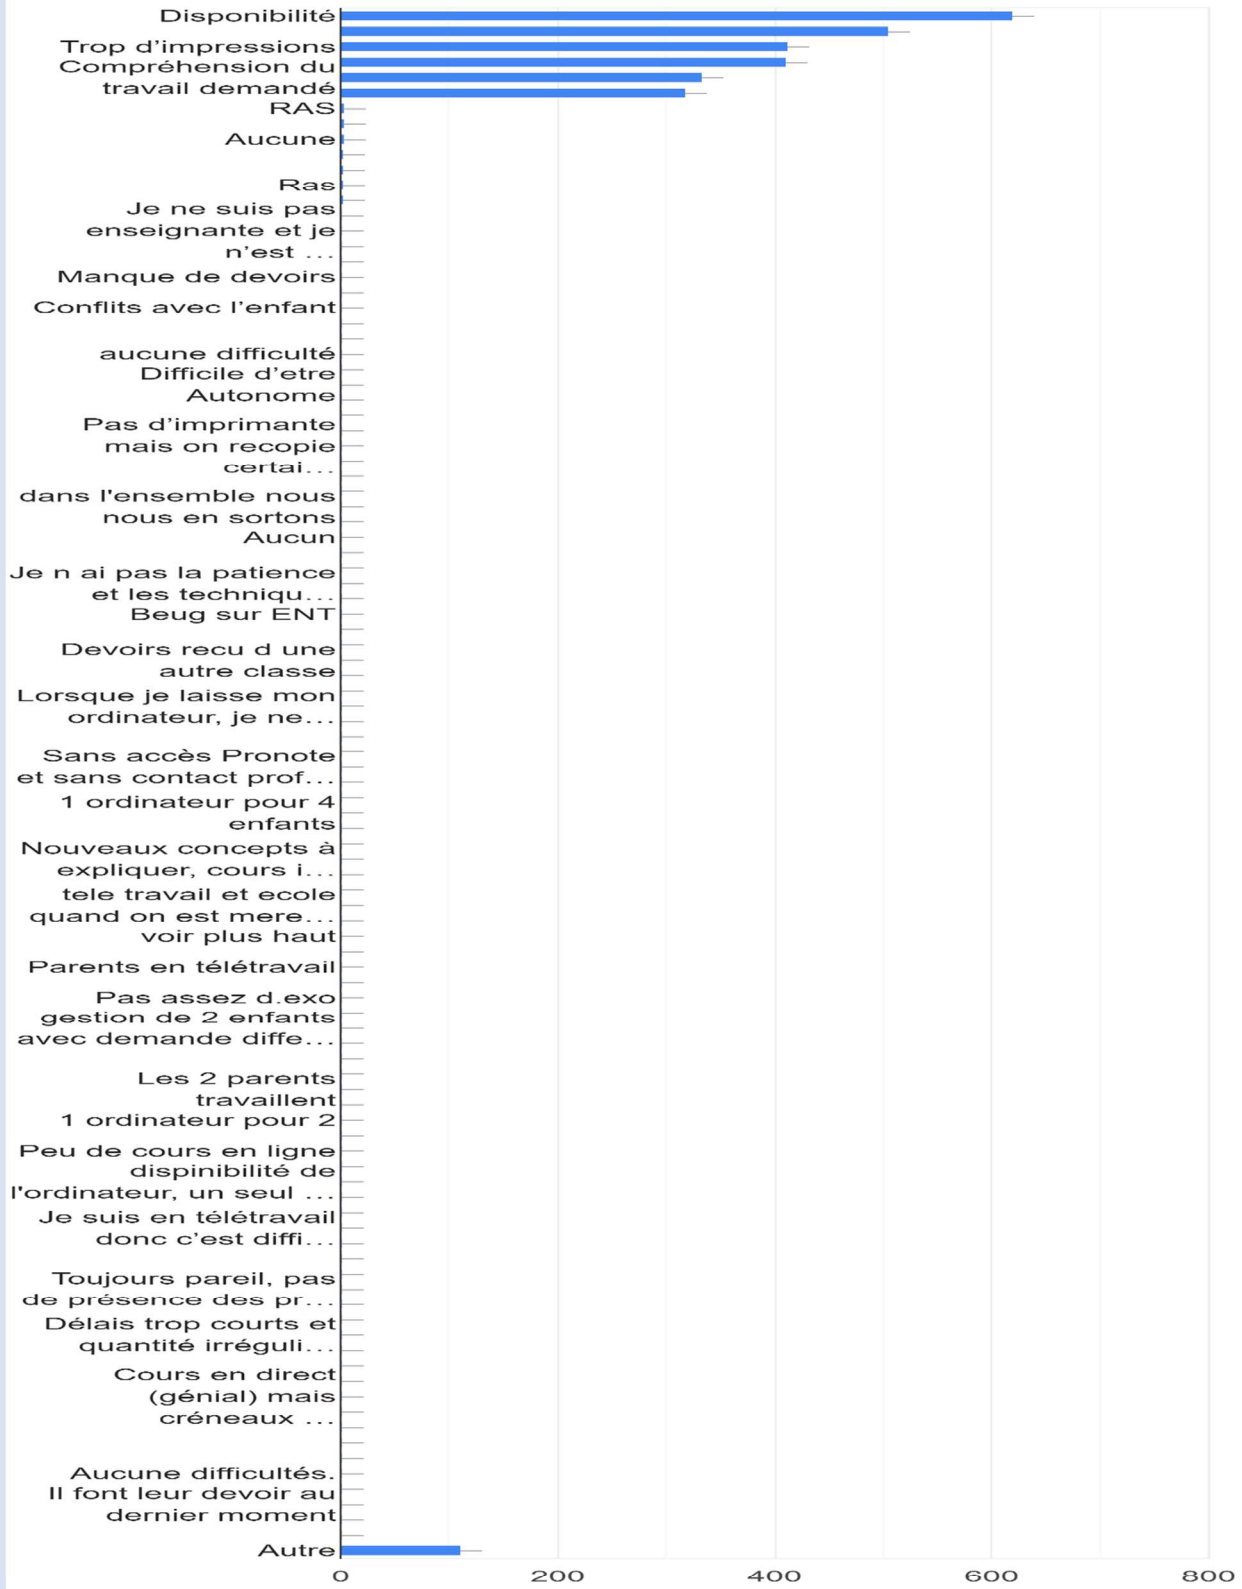 Disponibilité
Trop d’impressions
Compréhension du
travail demandé
RAS
Aucune
Ras
Je ne suis pas
enseignante et je
n’est ...
Manque de devoirs
Conflits avec l’enfant
aucune difficulté
Difficile d’etre
Autonome
Pas d’imprimante
mais on recopie
certai...
dans l'ensemble nous
nous en sortons
Aucun
Je n ai pas la patience
et les techniqu...
Beug sur ENT
Devoirs recu d une
autre classe
Lorsque je laisse mon
ordinateur, je ne...
Sans accès Pronote
et sans contact prof...
1 ordinateur pour 4
enfants
Nouveaux concepts à
expliquer, cours i...
tele travail et ecole
quand on est mere...
voir plus haut
Parents en télétravail
Pas assez d.exo
gestion de 2 enfants
avec demande diffe...
Les 2 parents
travaillent
1 ordinateur pour 2
Peu de cours en ligne
dispinibilité de
l'ordinateur, un seul ...
Je suis en télétravail
donc c’est diffi...
Toujours pareil, pas
de présence des pr...
Délais trop courts et
quantité irréguli...
Cours en direct
(génial) mais
créneaux ...
Aucune difficultés.
Il font leur devoir au
dernier moment
Autre
0 200 400 600 800